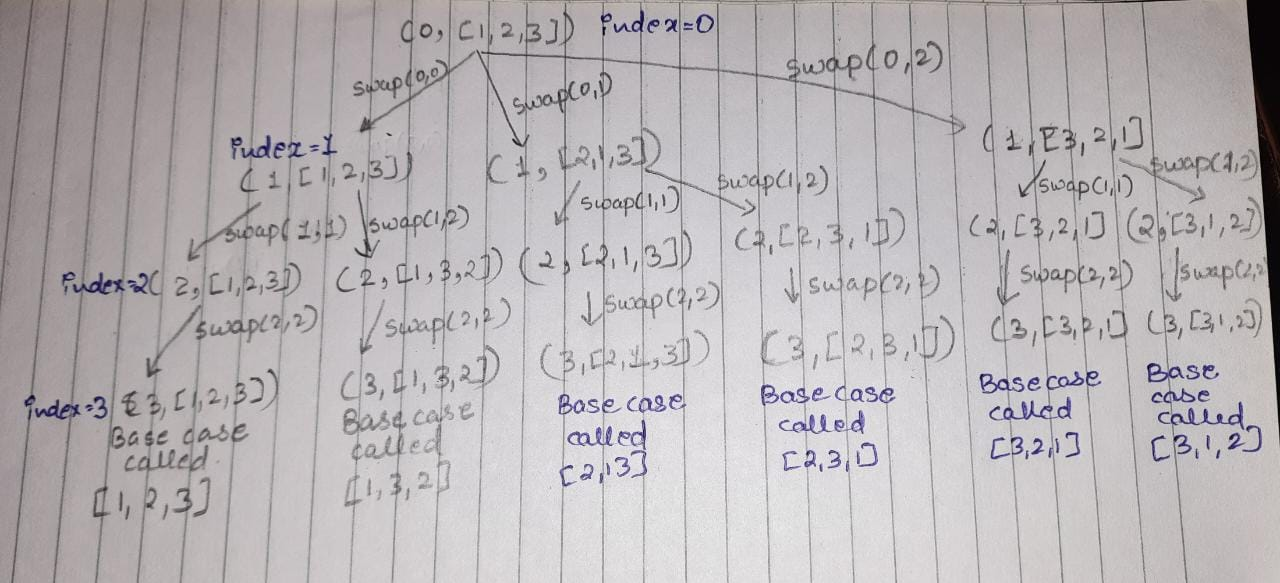 (0, [1,2,3]) index=0
swap(0,0) swap(0,1) swap(0,2)
index=1
(1,[1,2,3]) (1, [2,1,3]) (1,[3,2,1]
swap(1,1) swap(1,2) swap(1,1) swap(1,2) swap(1,1) swap(1,2)
index=2( 2, [1,2,3]) (2, [1,3,2]) (2, [2,1,3]) (2,[2,3,1]) (2,[3,2,1] (2,[3,1,2])
swap(2,2) swap(2,2) swap(2,2) swap(2,2) swap(2,2) swap(2,2
index=3 (3,[1,2,3]) (3,[1,3,2]) (3,[2,1,3]) (3,[2,3,1]) (3,[3,2,1] (3,[3,1,2])
Base case
called
[1,2,3]
Base case
called
[1,3,2]
Base case
called
[2,13]
Base case
called
[2,3,1]
Base case
called
[3,2,1]
Base
case
called
[3,1,2]